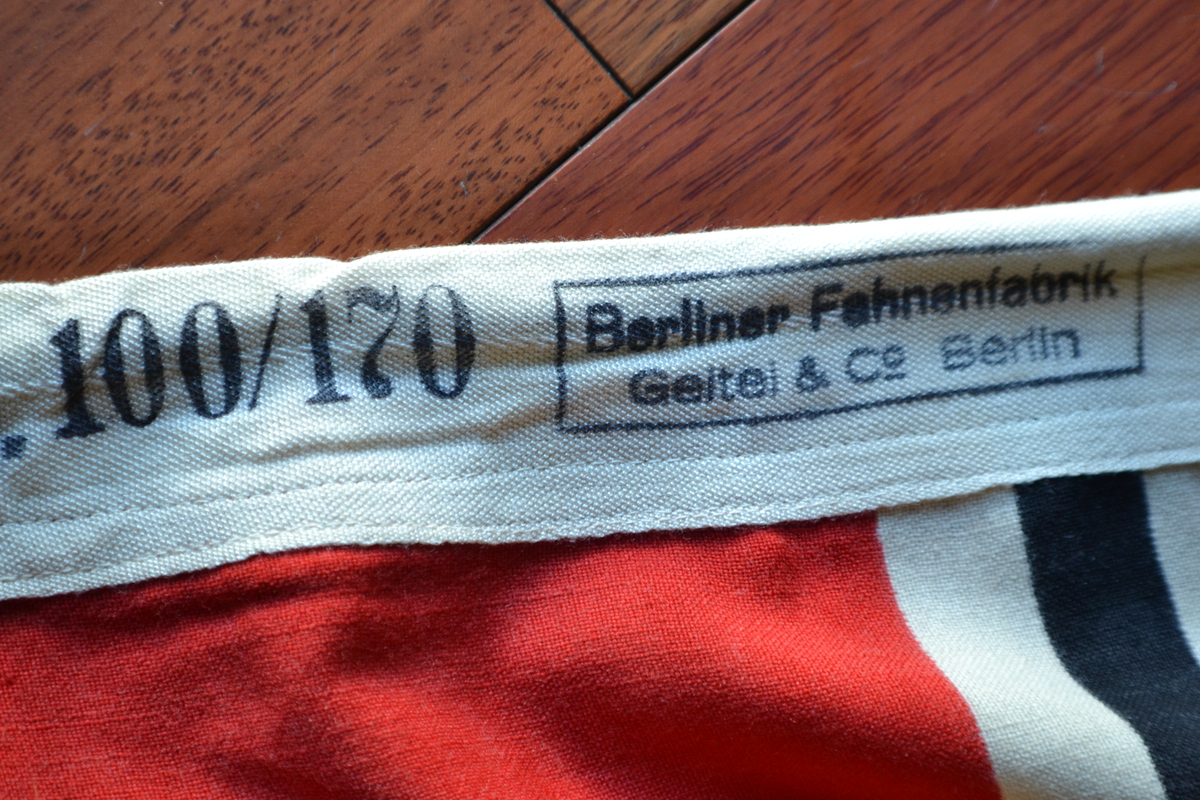 . 100/170
Berliner Fahnenfabrik
Geitel & Cº Berlin